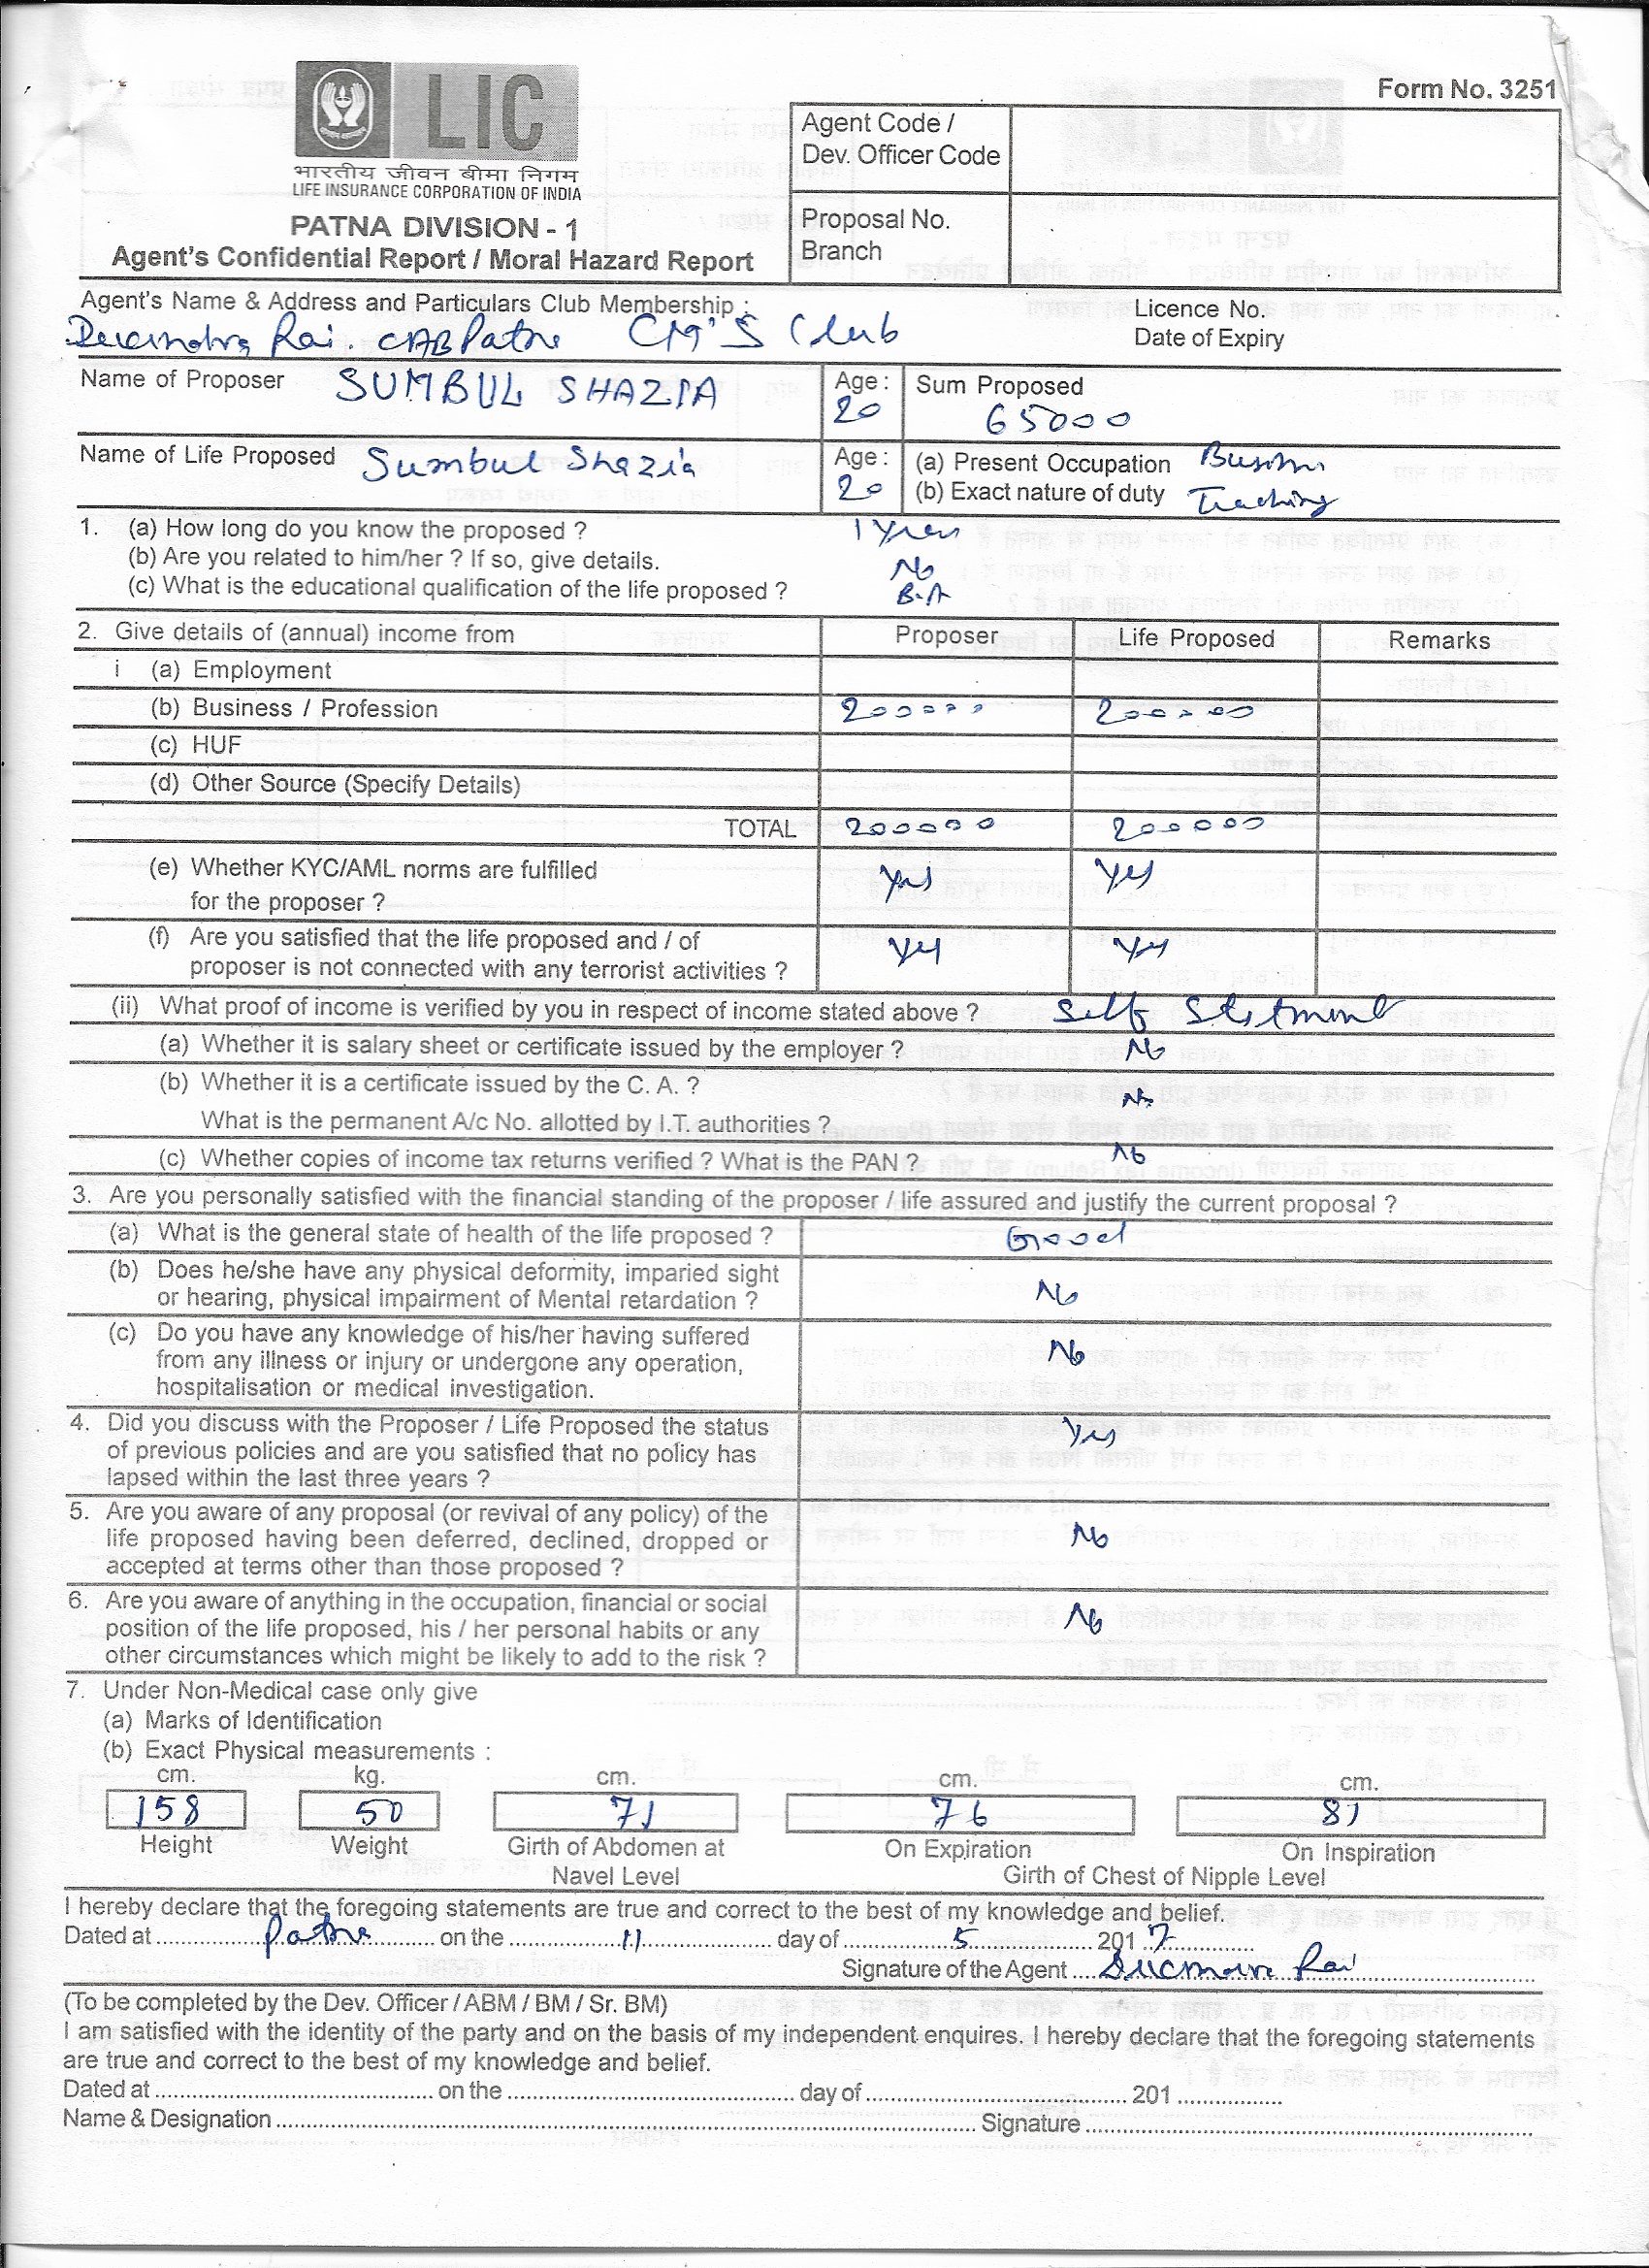 Form No. 3251
LIC
भारतीय जीवन बीमा निगम
LIFE INSURANCE CORPORATION OF INDIA
PATNA DIVISION - 1
Agent's Confidential Report / Moral Hazard Report
Agent Code /
Dev. Officer Code
Proposal No.
Branch
Agent's Name & Address and Particulars Club Membership :
Rai. CAB Patna CM'S Club
Licence No.
Date of Expiry
Name of Proposer SUMBUL SHAZIA Age : 20 Sum Proposed 65000
Name of Life Proposed Sumbul Shazia Age : 20 (a) Present Occupation
(b) Exact nature of duty Teaching
1. (a) How long do you know the proposed ? 1 Year
(b) Are you related to him/her ? If so, give details. No
(c) What is the educational qualification of the life proposed ? B.A
2. Give details of (annual) income from Proposer Life Proposed Remarks
i (a) Employment
(b) Business / Profession 200000 200000
(c) HUF
(d) Other Source (Specify Details)
TOTAL 200000 200000
(e) Whether KYC/AML norms are fulfilled
for the proposer ? Yes Yes
(f) Are you satisfied that the life proposed and / of
proposer is not connected with any terrorist activities ? Yes Yes
(ii) What proof of income is verified by you in respect of income stated above ? Self Statment
(a) Whether it is salary sheet or certificate issued by the employer ? No
(b) Whether it is a certificate issued by the C. A. ? No
What is the permanent A/c No. allotted by I.T. authorities ?
(c) Whether copies of income tax returns verified ? What is the PAN ? No
3. Are you personally satisfied with the financial standing of the proposer / life assured and justify the current proposal ?
(a) What is the general state of health of the life proposed ? Good
(b) Does he/she have any physical deformity, imparied sight
or hearing, physical impairment of Mental retardation ? No
(c) Do you have any knowledge of his/her having suffered
from any illness or injury or undergone any operation, No
hospitalisation or medical investigation.
4. Did you discuss with the Proposer / Life Proposed the status Yes
of previous policies and are you satisfied that no policy has
lapsed within the last three years ?
5. Are you aware of any proposal (or revival of any policy) of the
life proposed having been deferred, declined, dropped or No
accepted at terms other than those proposed ?
6. Are you aware of anything in the occupation, financial or social
position of the life proposed, his / her personal habits or any No
other circumstances which might be likely to add to the risk ?
7. Under Non-Medical case only give
(a) Marks of Identification
(b) Exact Physical measurements :
cm. kg. cm. cm. cm.
158 50 71 76 81
Height Weight Girth of Abdomen at On Expiration On Inspiration
Navel Level Girth of Chest of Nipple Level
I hereby declare that the foregoing statements are true and correct to the best of my knowledge and belief.
Dated at Patna on the 11 day of 5 2017
Signature of the Agent Rai
(To be completed by the Dev. Officer / ABM / BM / Sr. BM)
I am satisfied with the identity of the party and on the basis of my independent enquires. I hereby declare that the foregoing statements
are true and correct to the best of my knowledge and belief.
Dated at on the day of 201
Name & Designation Signature